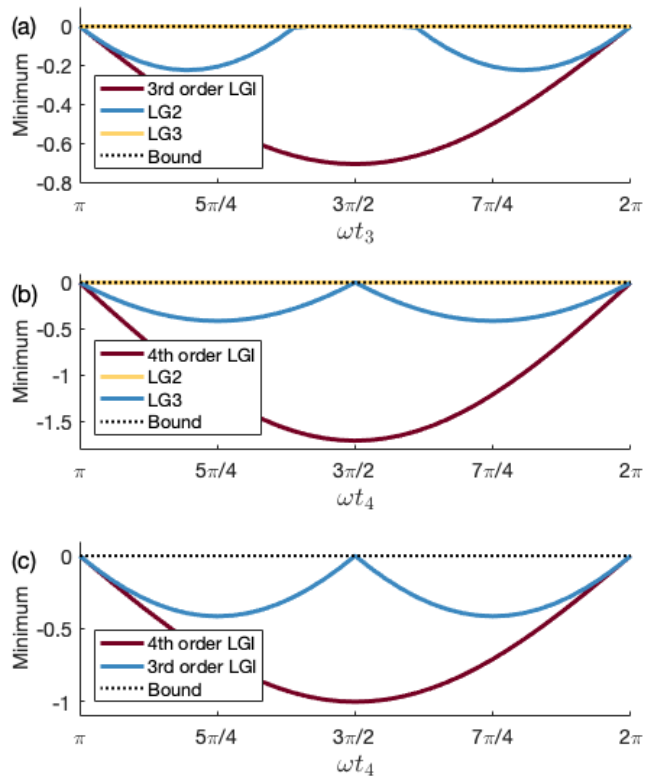 (a)
Minimum
0
-0.2
-0.4
-0.6
-0.8
3rd order LGI
LG2
LG3
Bound
π 5π/4 3π/2 7π/4 2π
ωt₃
(b)
Minimum
0
-0.5
-1
-1.5
4th order LGI
LG2
LG3
Bound
π 5π/4 3π/2 7π/4 2π
ωt₄
(c)
Minimum
0
-0.5
-1
4th order LGI
3rd order LGI
Bound
π 5π/4 3π/2 7π/4 2π
ωt₄